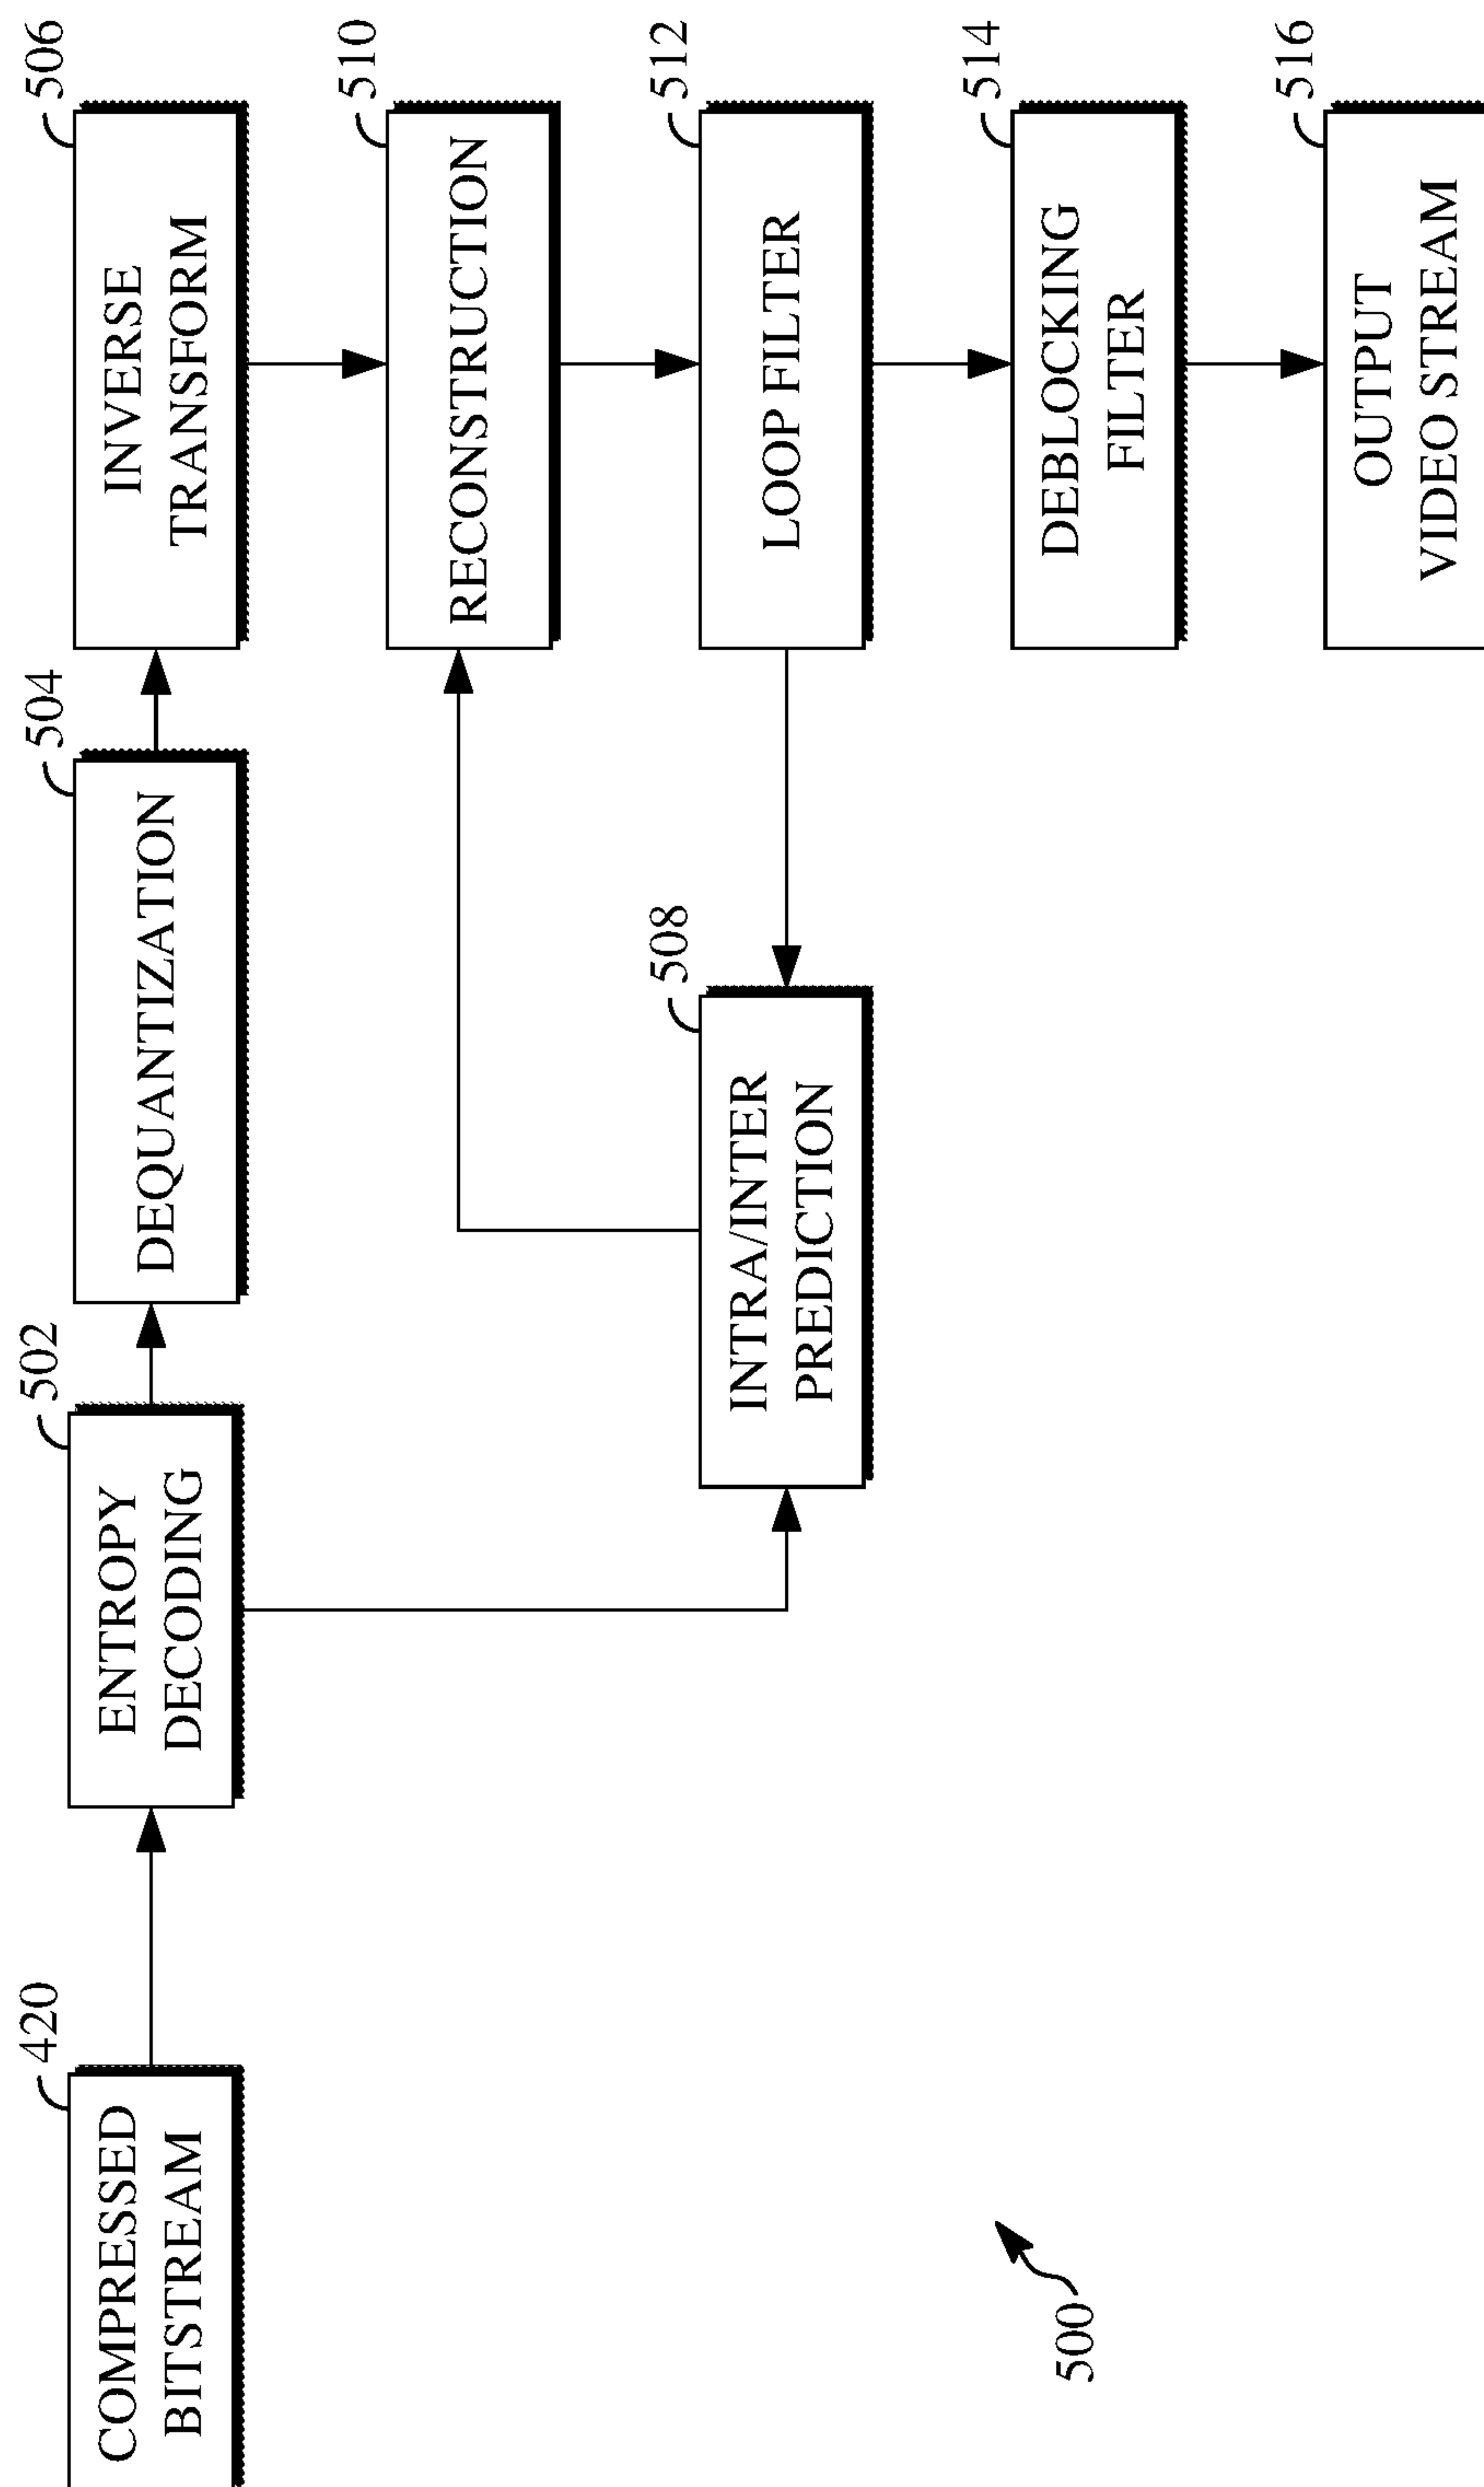 420
COMPRESSED
BITSTREAM
502
ENTROPY
DECODING
504
DEQUANTIZATION
506
INVERSE
TRANSFORM
510
RECONSTRUCTION
508
INTRA/INTER
PREDICTION
512
LOOP FILTER
514
DEBLOCKING
FILTER
516
OUTPUT
VIDEO STREAM
500